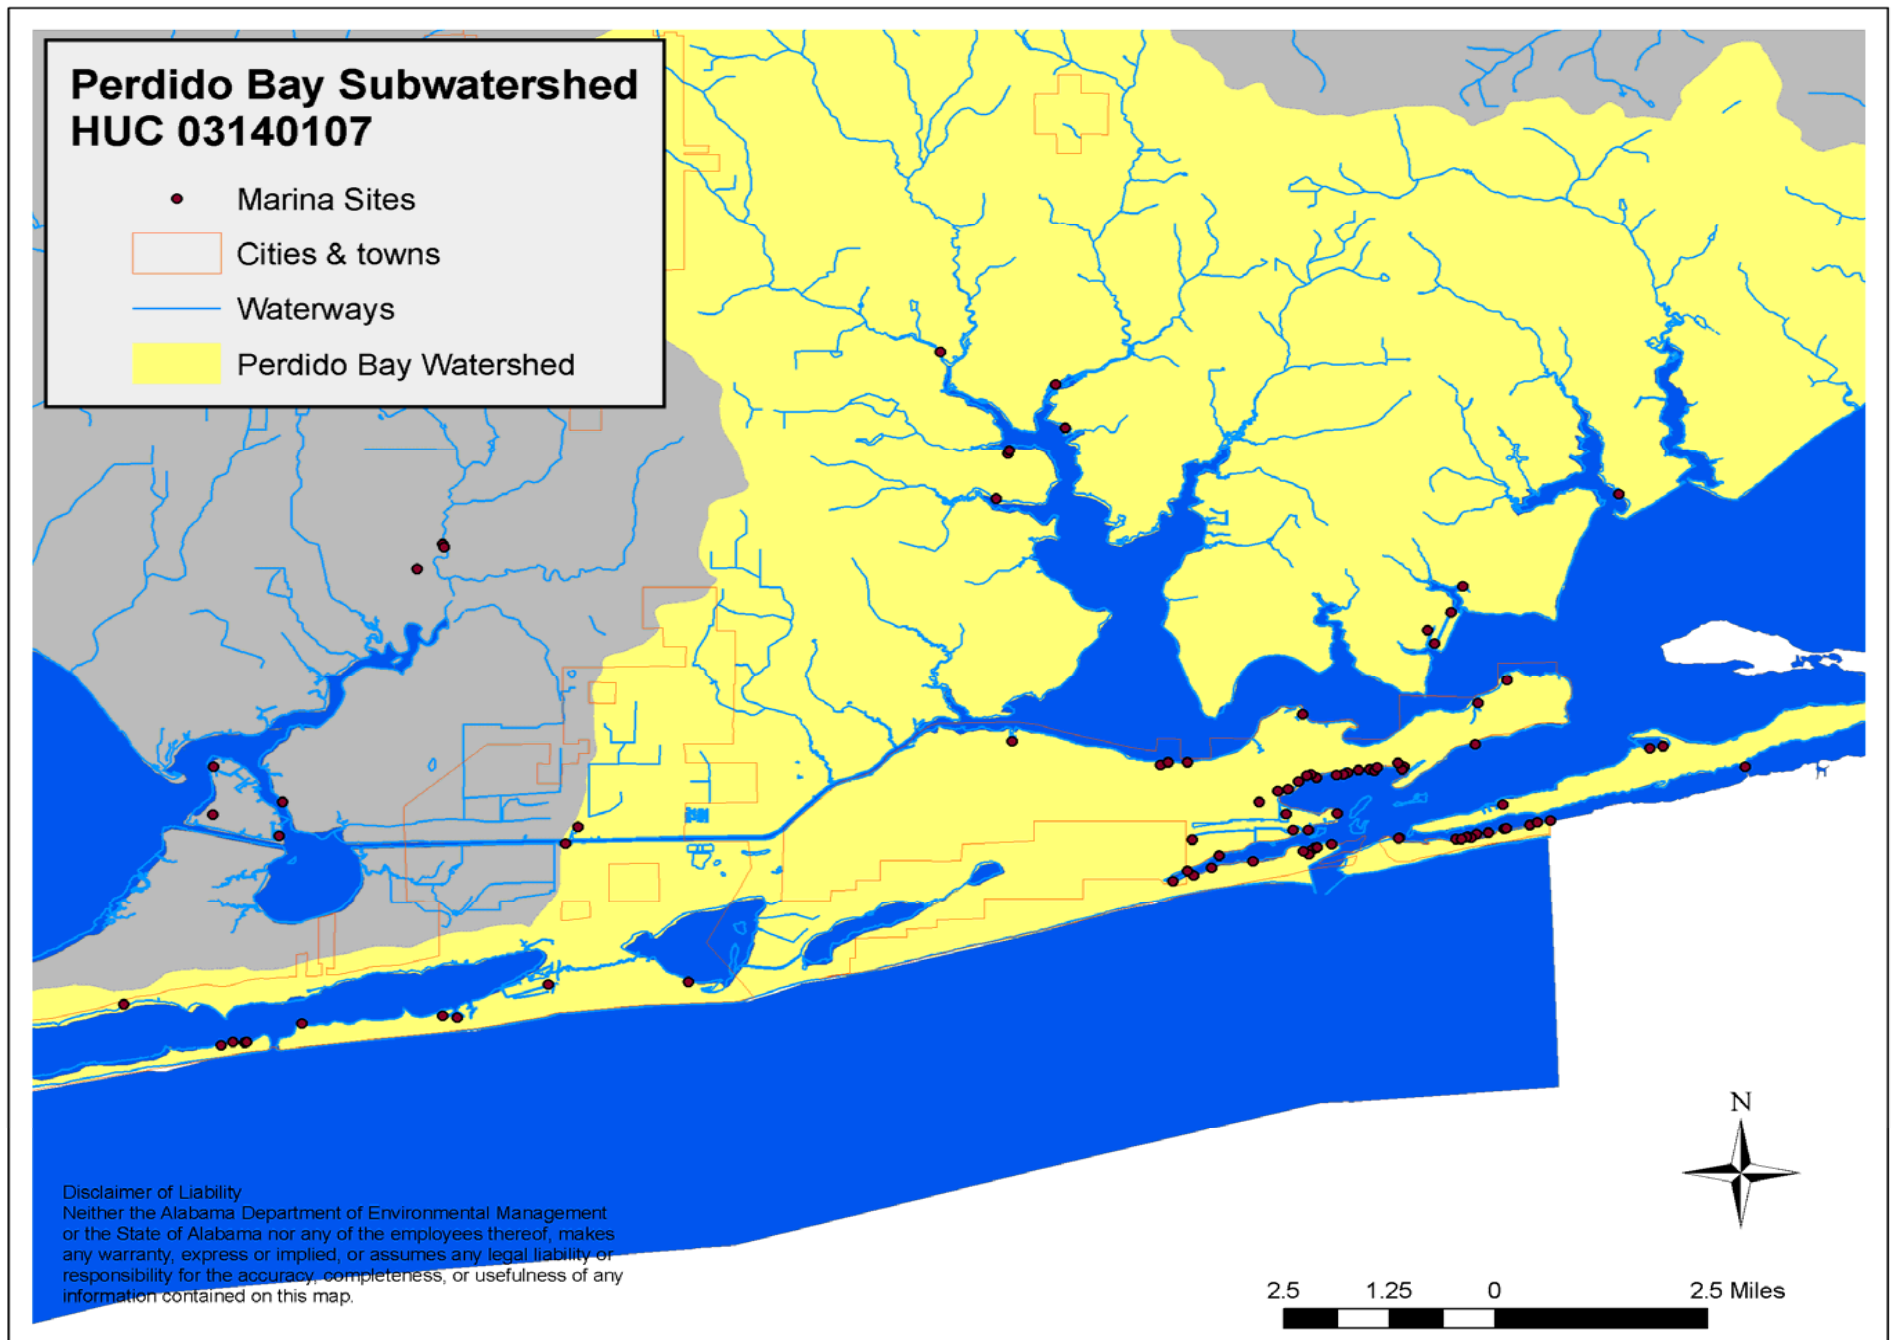 Perdido Bay Subwatershed
HUC 03140107
Marina Sites
Cities & towns
Waterways
Perdido Bay Watershed
N
Disclaimer of Liability
Neither the Alabama Department of Environmental Management
or the State of Alabama nor any of the employees thereof, makes
any warranty, express or implied, or assumes any legal liability or
responsibility for the accuracy, completeness, or usefulness of any
information contained on this map.
2.5 1.25 0 2.5 Miles